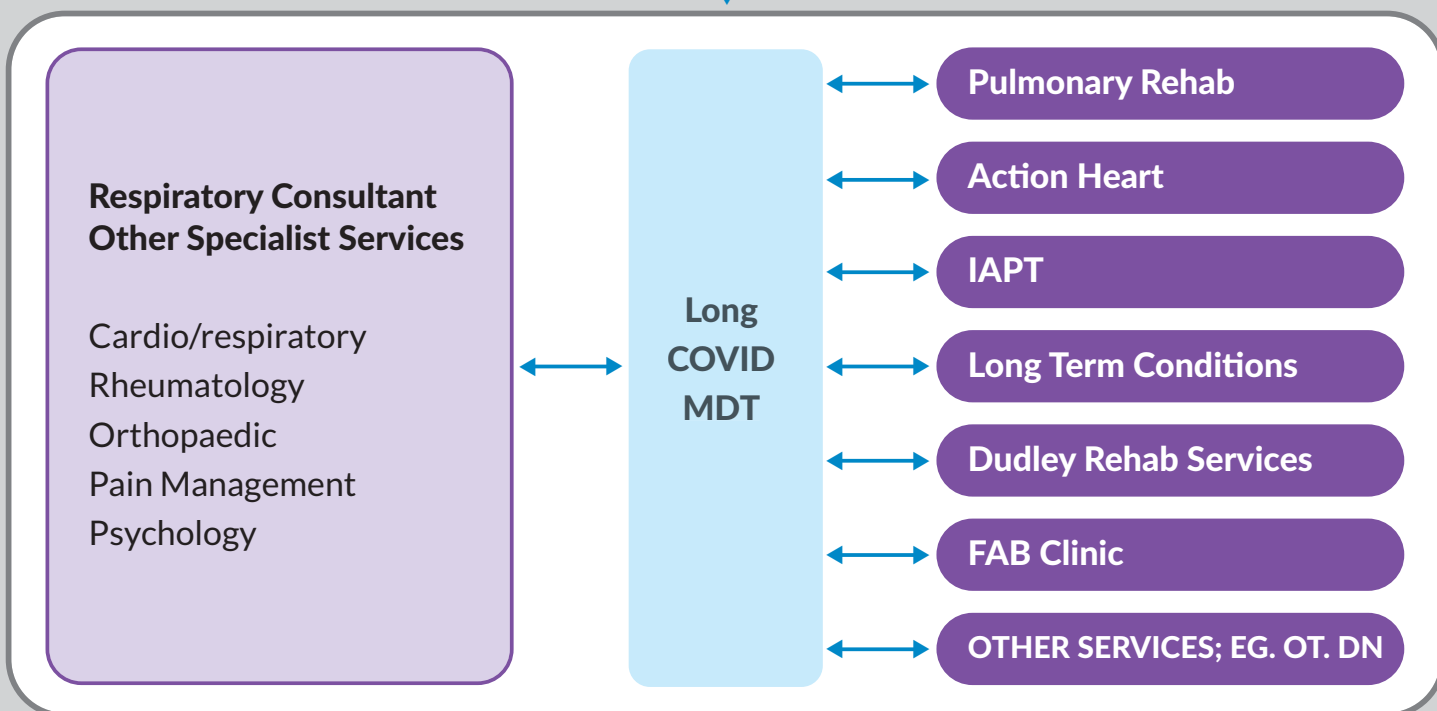 Respiratory Consultant
Other Specialist Services
Cardio/respiratory
Rheumatology
Orthopaedic
Pain Management
Psychology
Long
COVID
MDT
Pulmonary Rehab
Action Heart
IAPT
Long Term Conditions
Dudley Rehab Services
FAB Clinic
OTHER SERVICES; EG. OT. DN